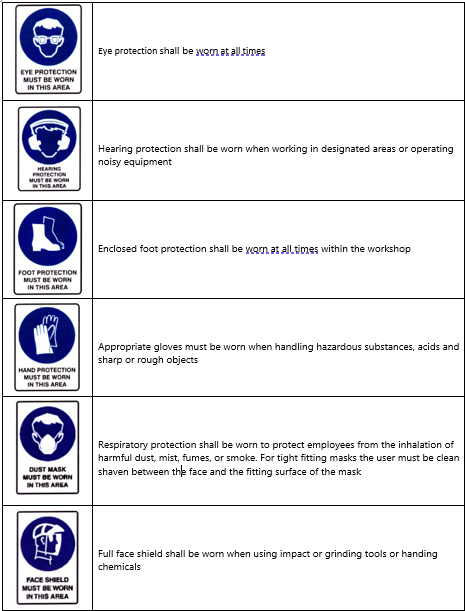 EYE PROTECTION
MUST BE WORN
IN THIS AREA
Eye protection shall be worn at all times
HEARING
PROTECTION
MUST BE WORN
IN THIS AREA
Hearing protection shall be worn when working in designated areas or operating
noisy equipment
FOOT PROTECTION
MUST BE WORN
IN THIS AREA
Enclosed foot protection shall be worn at all times within the workshop
HAND PROTECTION
MUST BE WORN
IN THIS AREA
Appropriate gloves must be worn when handling hazardous substances, acids and
sharp or rough objects
DUST MASK
MUST BE WORN
IN THIS AREA
Respiratory protection shall be worn to protect employees from the inhalation of
harmful dust, mist, fumes, or smoke. For tight fitting masks the user must be clean
shaven between the face and the fitting surface of the mask
FACE SHIELD
MUST BE WORN
IN THIS AREA
Full face shield shall be worn when using impact or grinding tools or handing
chemicals